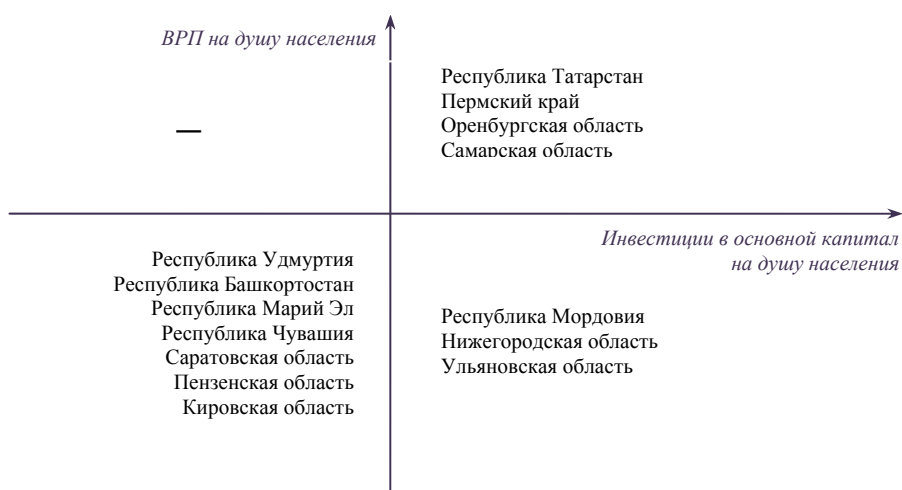 ВРП на душу населения
Республика Татарстан
Пермский край
Оренбургская область
Самарская область
—
Инвестиции в основной капитал
на душу населения
Республика Удмуртия
Республика Башкортостан
Республика Марий Эл
Республика Чувашия
Саратовская область
Пензенская область
Кировская область
Республика Мордовия
Нижегородская область
Ульяновская область